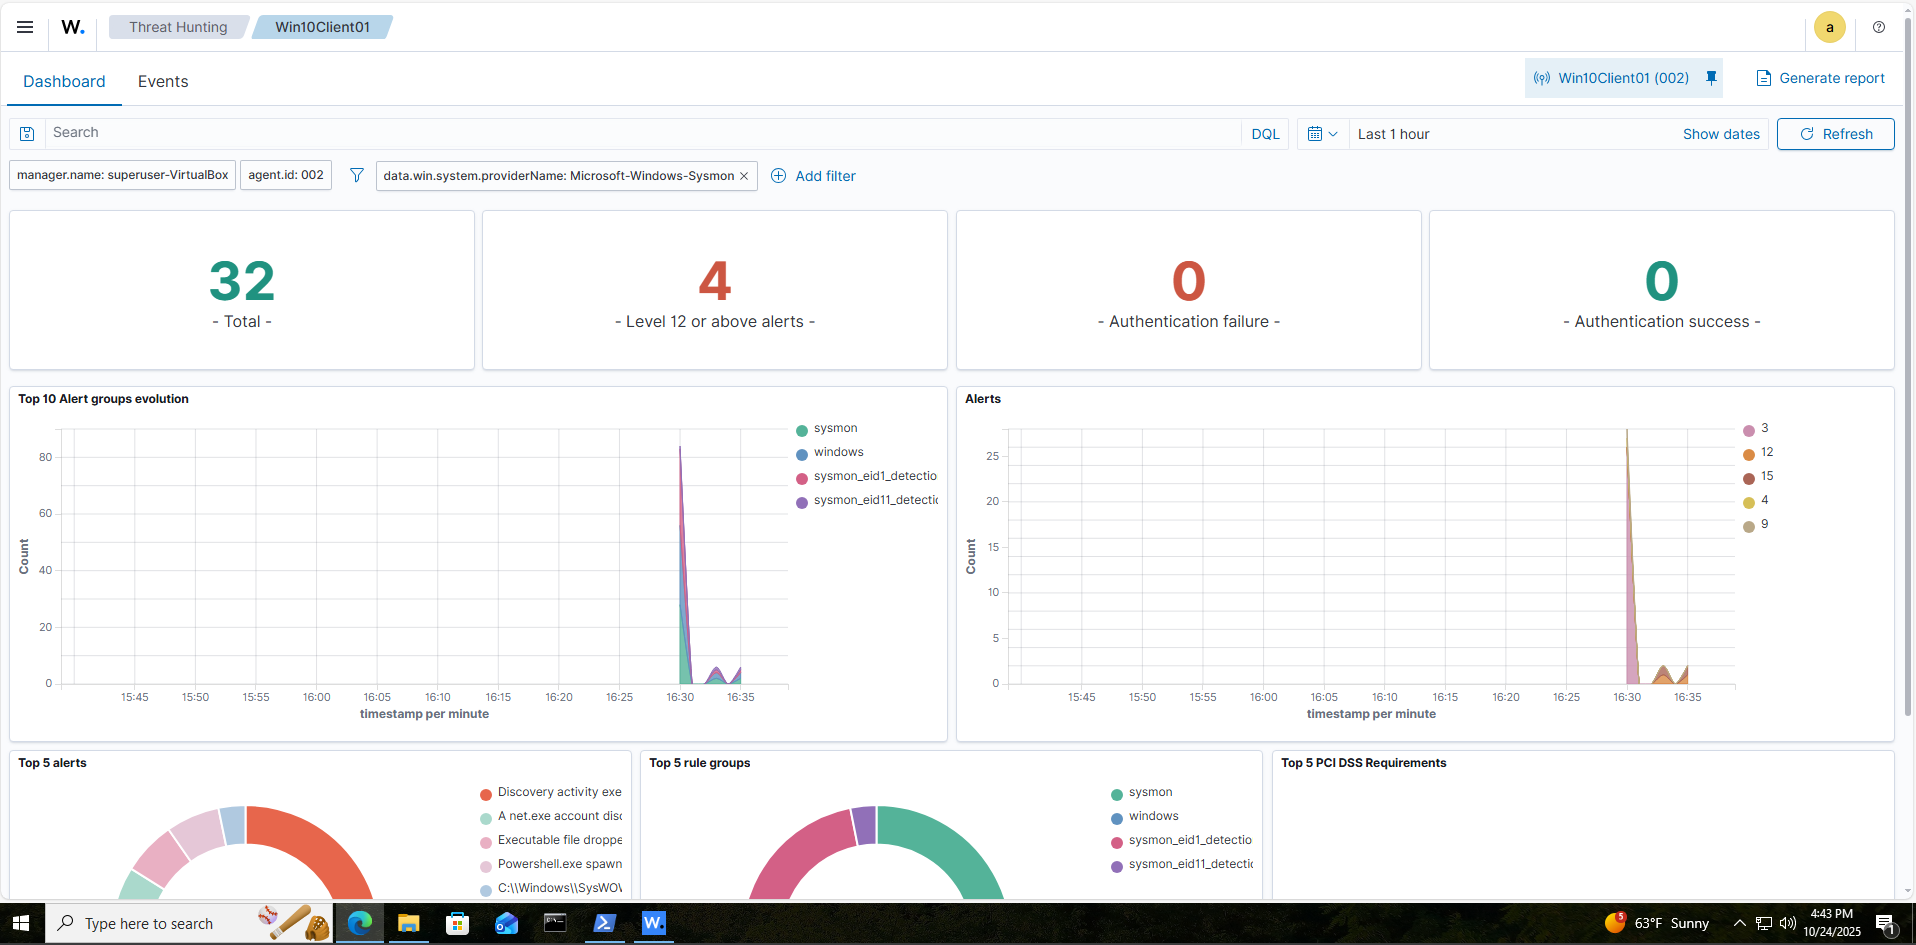 W. Threat Hunting Win10Client01 a
Dashboard Events Win10Client01 (002) Generate report
Search DQL Last 1 hour Show dates Refresh
manager.name: superuser-VirtualBox agent.id: 002 data.win.system.providerName: Microsoft-Windows-Sysmon Add filter
32
- Total -
4
- Level 12 or above alerts -
0
- Authentication failure -
0
- Authentication success -
Top 10 Alert groups evolution
80
60
40
20
0
Count
15:45 15:50 15:55 16:00 16:05 16:10 16:15 16:20 16:25 16:30 16:35
timestamp per minute
sysmon
windows
sysmon_eid1_detectio
sysmon_eid11_detectic
Alerts
25
20
15
10
5
0
Count
15:45 15:50 15:55 16:00 16:05 16:10 16:15 16:20 16:25 16:30 16:35
timestamp per minute
3
12
15
4
9
Top 5 alerts
Discovery activity exe
A net.exe account disc
Executable file droppe
Powershell.exe spawn
C:\\Windows\\SysWOW
Top 5 rule groups
sysmon
windows
sysmon_eid1_detectio
sysmon_eid11_detectic
Top 5 PCI DSS Requirements
Type here to search W. 5 63°F Sunny 4:43 PM
10/24/2025 1